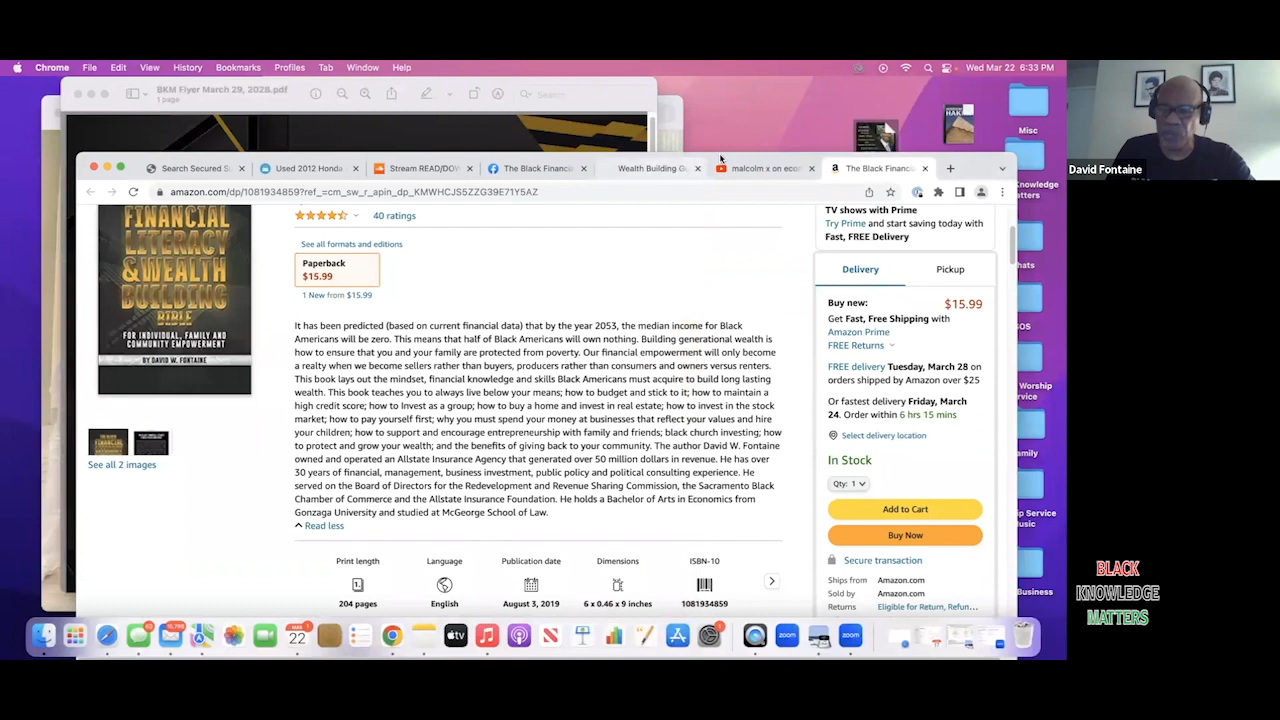 Chrome File Edit View History Bookmarks Profiles Tab Window Help Wed Mar 22 6:33 PM
BKM Flyer March 29, 2028.pdf
1 page
Search
Misc
David Fontaine
Search Secured S Used 2012 Honda Stream READ/DOW The Black Financi Wealth Building G malcolm x on econ The Black Financi
amazon.com/dp/1081934859?ref_=cm_sw_r_apin_dp_KMWHCJS5ZZG39E71Y5AZ
Knowledge
tters
FINANCIAL
LITERACY
&WEALTH
BUILDING
BIBLE
FOR INDIVIDUAL, FAMILY AND
COMMUNITY EMPOWERMENT
BY DAVID W. FONTAINE
See all 2 images
40 ratings
See all formats and editions
Paperback
$15.99
1 New from $15.99
It has been predicted (based on current financial data) that by the year 2053, the median income for Black
Americans will be zero. This means that half of Black Americans will own nothing. Building generational wealth is
how to ensure that you and your family are protected from poverty. Our financial empowerment will only become
a realty when we become sellers rather than buyers, producers rather than consumers and owners versus renters.
This book lays out the mindset, financial knowledge and skills Black Americans must acquire to build long lasting
wealth. This book teaches you to always live below your means; how to budget and stick to it; how to maintain a
high credit score; how to Invest as a group; how to buy a home and invest in real estate; how to invest in the stock
market; how to pay yourself first; why you must spend your money at businesses that reflect your values and hire
your children; how to support and encourage entrepreneurship with family and friends; black church investing; how
to protect and grow your wealth; and the benefits of giving back to your community. The author David W. Fontaine
owned and operated an Allstate Insurance Agency that generated over 50 million dollars in revenue. He has over
30 years of financial, management, business investment, public policy and political consulting experience. He
served on the Board of Directors for the Redevelopment and Revenue Sharing Commission, the Sacramento Black
Chamber of Commerce and the Allstate Insurance Foundation. He holds a Bachelor of Arts in Economics from
Gonzaga University and studied at McGeorge School of Law.
Read less
Print length Language Publication date Dimensions ISBN-10
204 pages English August 3, 2019 6 x 0.46 x 9 inches 1081934859
TV shows with Prime
Try Prime and start saving today with
Fast, FREE Delivery
Delivery Pickup
Buy new: $15.99
Get Fast, Free Shipping with
Amazon Prime
FREE Returns
FREE delivery Tuesday, March 28 on
orders shipped by Amazon over $25
Or fastest delivery Friday, March
24. Order within 6 hrs 15 mins
Select delivery location
In Stock
Qty: 1
Add to Cart
Buy Now
Secure transaction
Ships from Amazon.com
Sold by Amazon.com
Returns Eligible for Return, Refun...
hats
OS
Worship
rvice
amily
ip Service
usic
Business
BLACK
KNOWLEDGE
MATTERS
MAR
22
tv
zoom
zoom